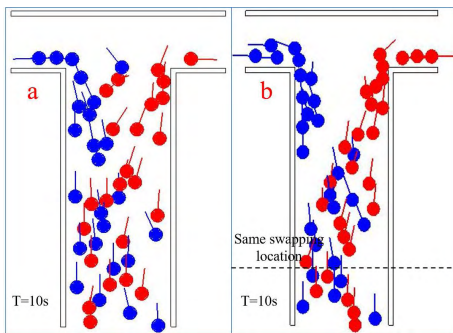 a
b
Same swapping
location
T=10s
T=10s